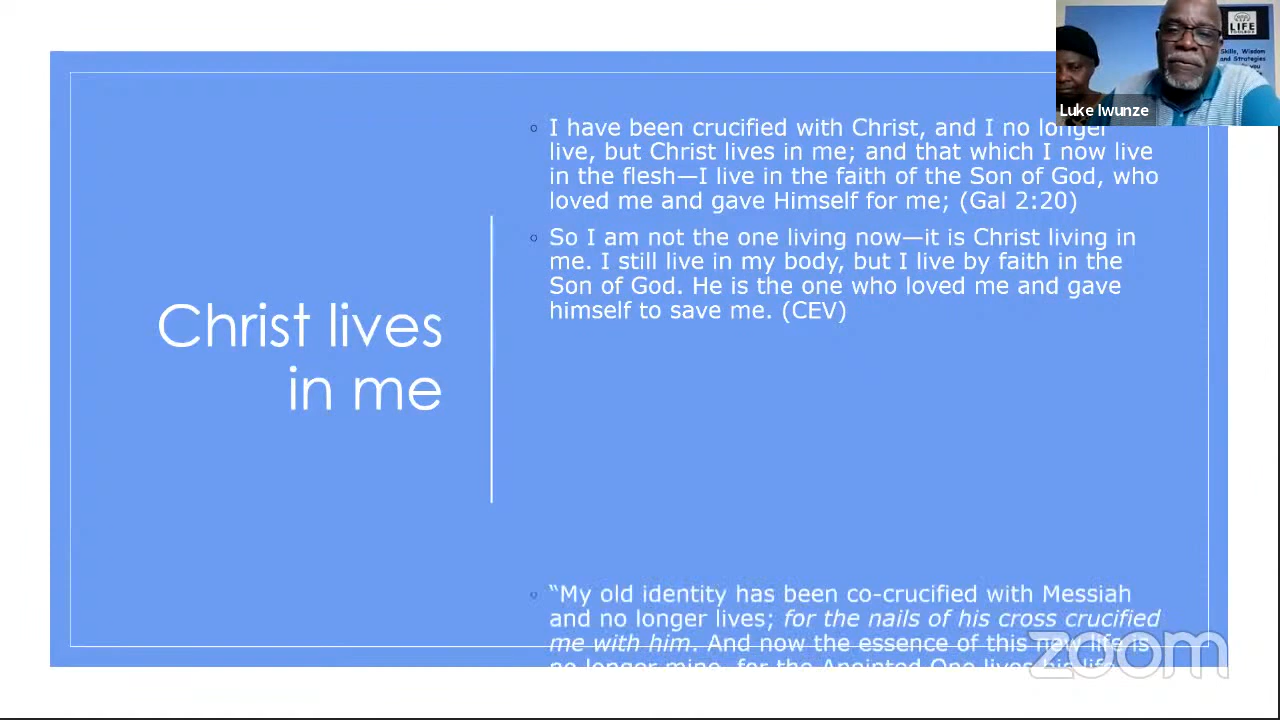 LIFE
Skills, Wisdom
and Strategies
you
Luke Iwunze
Christ lives
in me
I have been crucified with Christ, and I no longer
live, but Christ lives in me; and that which I now live
in the flesh—I live in the faith of the Son of God, who
loved me and gave Himself for me; (Gal 2:20)
So I am not the one living now—it is Christ living in
me. I still live in my body, but I live by faith in the
Son of God. He is the one who loved me and gave
himself to save me. (CEV)
“My old identity has been co-crucified with Messiah
and no longer lives; for the nails of his cross crucified
me with him. And now the essence of this new life is
no longer mine, for the Anointed One lives his life
zoom